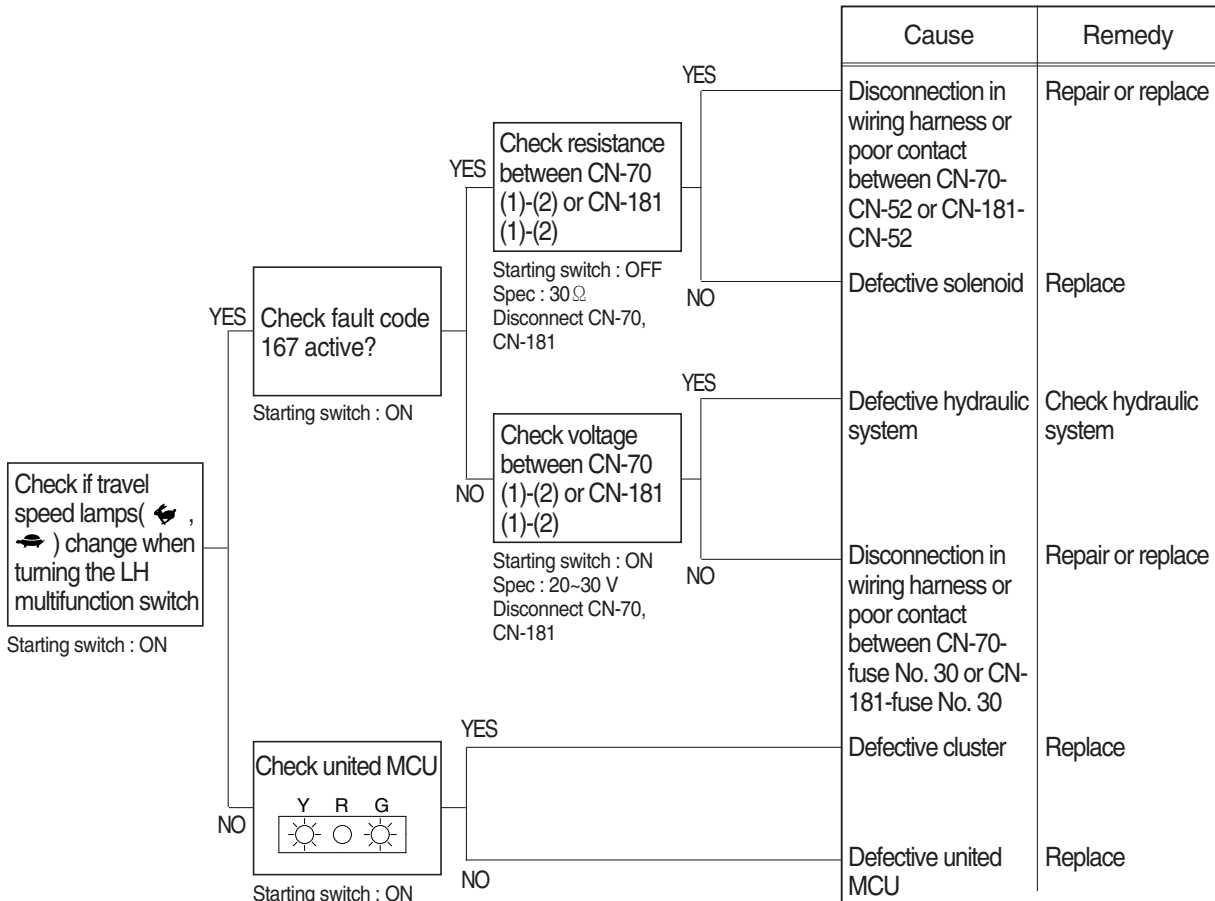 Cause
Remedy
YES
Disconnection in
wiring harness or
poor contact
between CN-70-
CN-52 or CN-181-
CN-52
Repair or replace
YES
Check resistance
between CN-70
(1)-(2) or CN-181
(1)-(2)
Starting switch : OFF
Spec : 30Ω
Disconnect CN-70,
CN-181
NO
Defective solenoid
Replace
YES
Check fault code
167 active?
Starting switch : ON
YES
Defective hydraulic
system
Check hydraulic
system
NO
Check voltage
between CN-70
(1)-(2) or CN-181
(1)-(2)
Starting switch : ON
Spec : 20~30 V
Disconnect CN-70,
CN-181
NO
Disconnection in
wiring harness or
poor contact
between CN-70-
fuse No. 30 or CN-
181-fuse No. 30
Repair or replace
Check if travel
speed lamps( ,
) change when
turning the LH
multifunction switch
Starting switch : ON
NO
Check united MCU
Y R G
Starting switch : ON
YES
Defective cluster
Replace
NO
Defective united
MCU
Replace